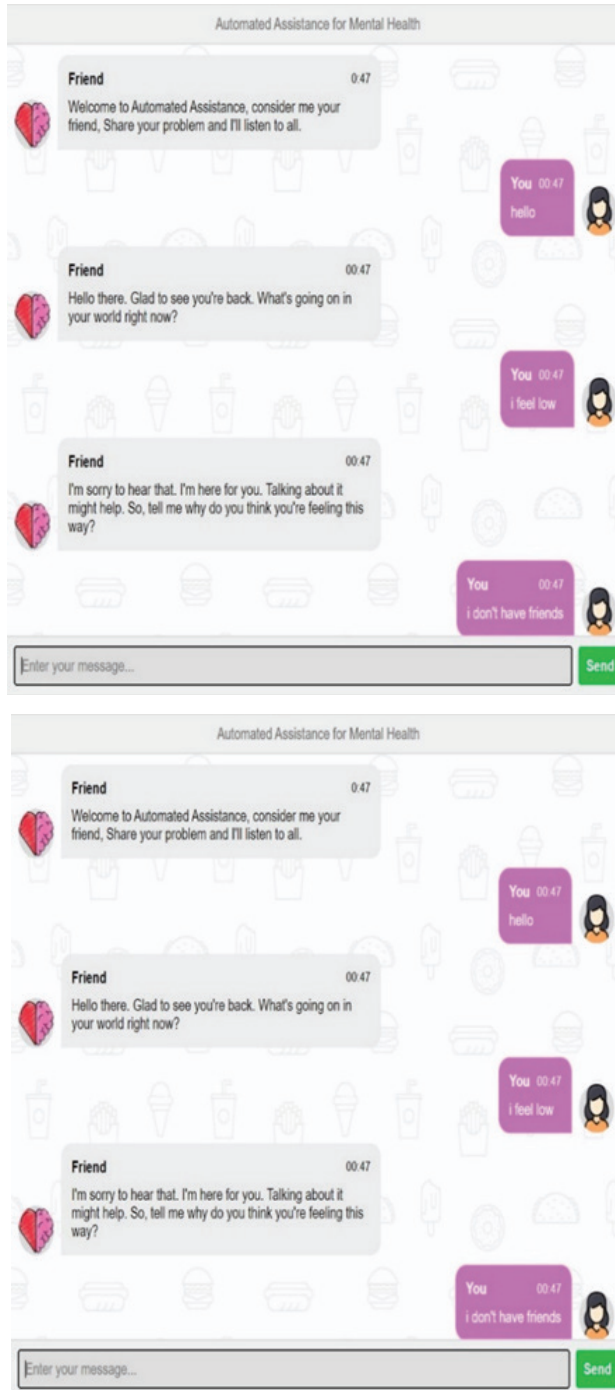 Automated Assistance for Mental Health
Friend 0:47
Welcome to Automated Assistance, consider me your
friend, Share your problem and I'll listen to all.
You 00:47
hello
Friend 00:47
Hello there. Glad to see you're back. What's going on in
your world right now?
You 00:47
i feel low
Friend 00:47
I'm sorry to hear that. I'm here for you. Talking about it
might help. So, tell me why do you think you're feeling this
way?
You 00:47
i don't have friends
Enter your message...
Send
Automated Assistance for Mental Health
Friend 0:47
Welcome to Automated Assistance, consider me your
friend, Share your problem and I'll listen to all.
You 00:47
hello
Friend 00:47
Hello there. Glad to see you're back. What's going on in
your world right now?
You 00:47
i feel low
Friend 00:47
I'm sorry to hear that. I'm here for you. Talking about it
might help. So, tell me why do you think you're feeling this
way?
You 00:47
i don't have friends
Enter your message...
Send